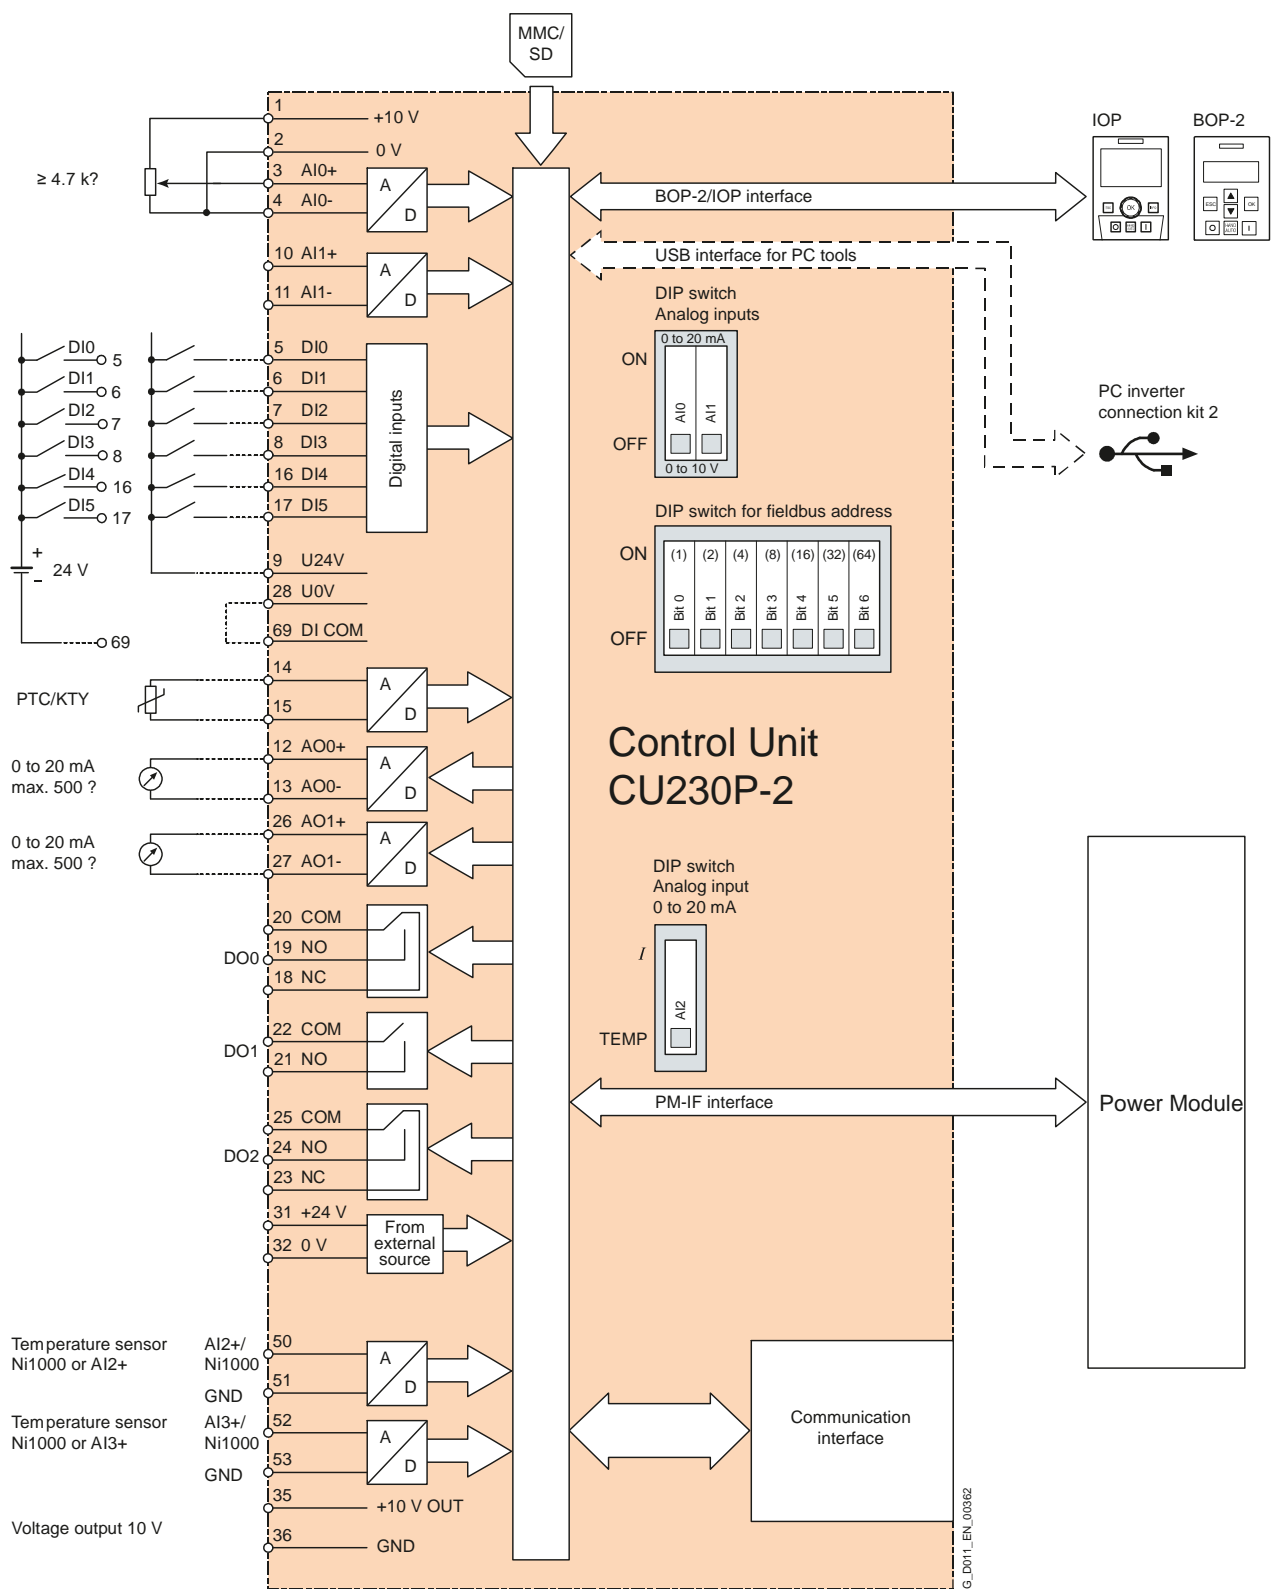 MMC/
SD
1
+10 V
2
0 V
3 AI0+
4 AI0-
≥ 4.7 k?
A
D
10 AI1+
11 AI1-
A
D
BOP-2/IOP interface
IOP
BOP-2
ESC
OK
OK
HAND
AUTO
USB interface for PC tools
PC inverter
connection kit 2
DIP switch
Analog inputs
0 to 20 mA
ON
AI0
AI1
OFF
0 to 10 V
DI0
5
DI1
6
DI2
7
DI3
8
DI4
16
DI5
17
+
–
24 V
69
5 DI0
6 DI1
7 DI2
8 DI3
16 DI4
17 DI5
Digital inputs
9 U24V
28 U0V
69 DI COM
DIP switch for fieldbus address
ON
(1) (2) (4) (8) (16) (32) (64)
Bit 0 Bit 1 Bit 2 Bit 3 Bit 4 Bit 5 Bit 6
OFF
PTC/KTY
14
15
A
D
Control Unit
CU230P-2
0 to 20 mA
max. 500 ?
12 AO0+
13 AO0-
A
D
0 to 20 mA
max. 500 ?
26 AO1+
27 AO1-
A
D
DIP switch
Analog input
0 to 20 mA
I
AI2
TEMP
DO0
20 COM
19 NO
18 NC
DO1
22 COM
21 NO
PM-IF interface
Power Module
DO2
25 COM
24 NO
23 NC
31 +24 V
32 0 V
From
external
source
Temperature sensor
Ni1000 or AI2+
AI2+/
Ni1000
GND
50
51
A
D
Temperature sensor
Ni1000 or AI3+
AI3+/
Ni1000
GND
52
53
A
D
Communication
interface
Voltage output 10 V
35
+10 V OUT
36
GND
G_D011_EN_00362